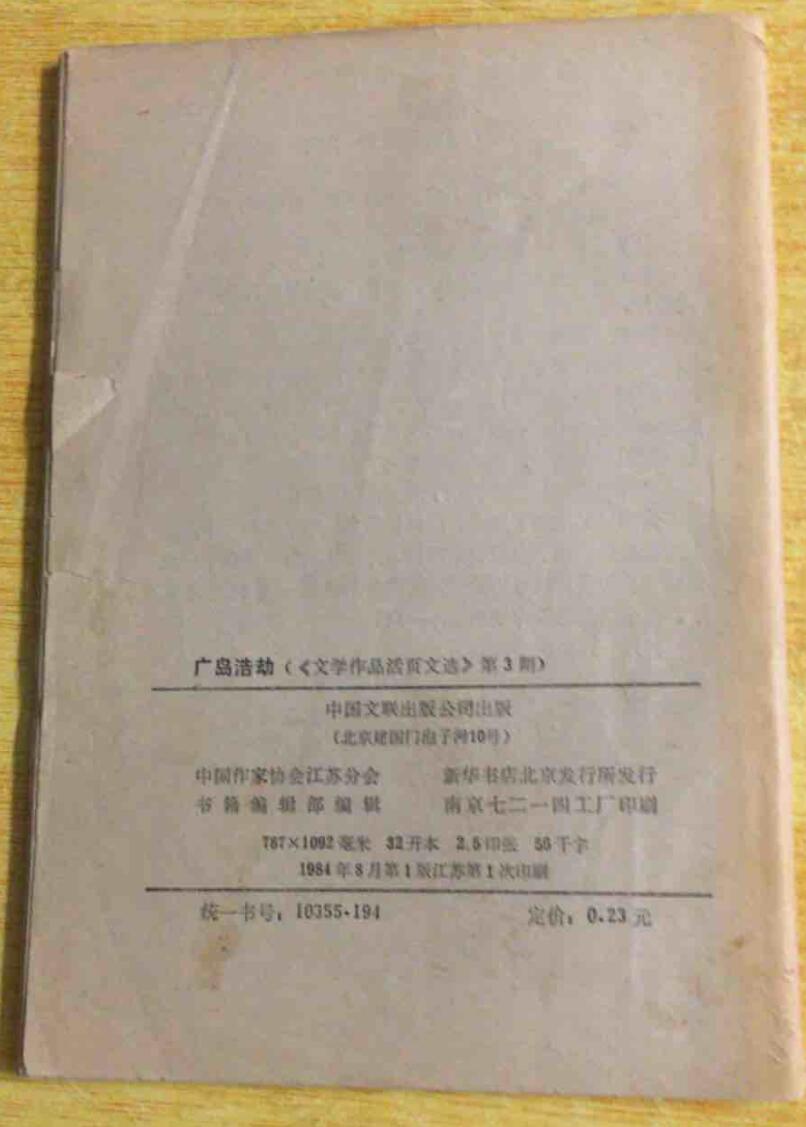 广岛浩劫（《文学作品活页文选》第3期）
中国文联出版公司出版
（北京建国门泡子河10号）
中国作家协会江苏分会 新华书店北京发行所发行
书籍编辑部编辑 南京七二一四工厂印刷
787×1092毫米 32开本 2.5印张 56千字
1984年8月第1版江苏第1次印刷
统一书号：10355·194 定价：0.23元